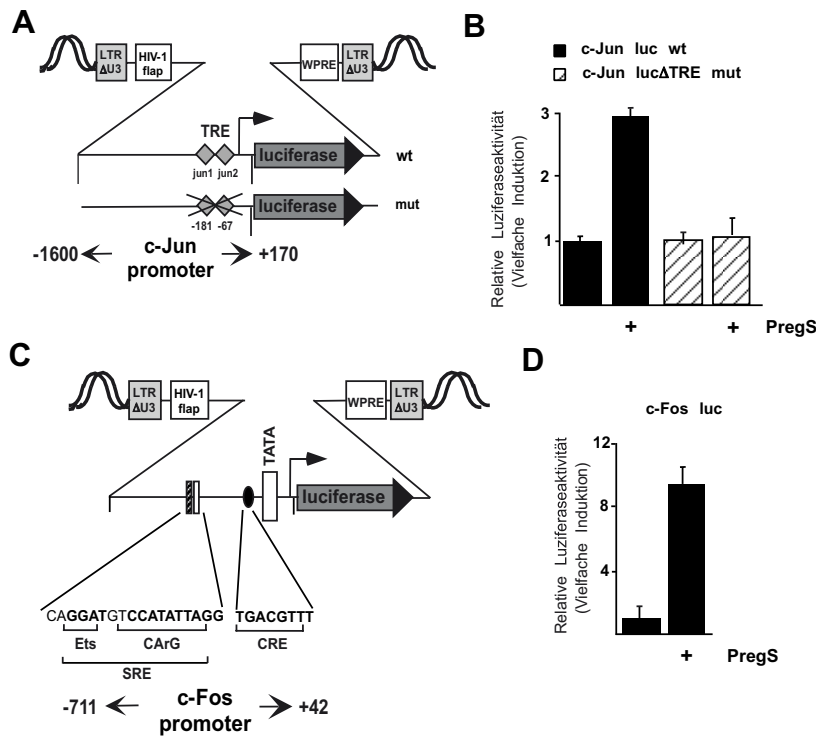 A
LTR
ΔU3
HIV-1
flap
WPRE
LTR
ΔU3
TRE
jun1 jun2
luciferase
wt
luciferase
mut
-181 -67
-1600
c-Jun
promoter
+170
B
c-Jun luc wt
c-Jun lucΔTRE mut
Relative Luziferaseaktivität
(Vielfache Induktion)
3
2
1
+ + PregS
C
LTR
ΔU3
HIV-1
flap
WPRE
LTR
ΔU3
TATA
luciferase
CAGGATGTCCATATTAGG
TGACGTTT
Ets
CArG
CRE
SRE
-711
c-Fos
promoter
+42
D
c-Fos luc
Relative Luziferaseaktivität
(Vielfache Induktion)
12
8
4
+ PregS